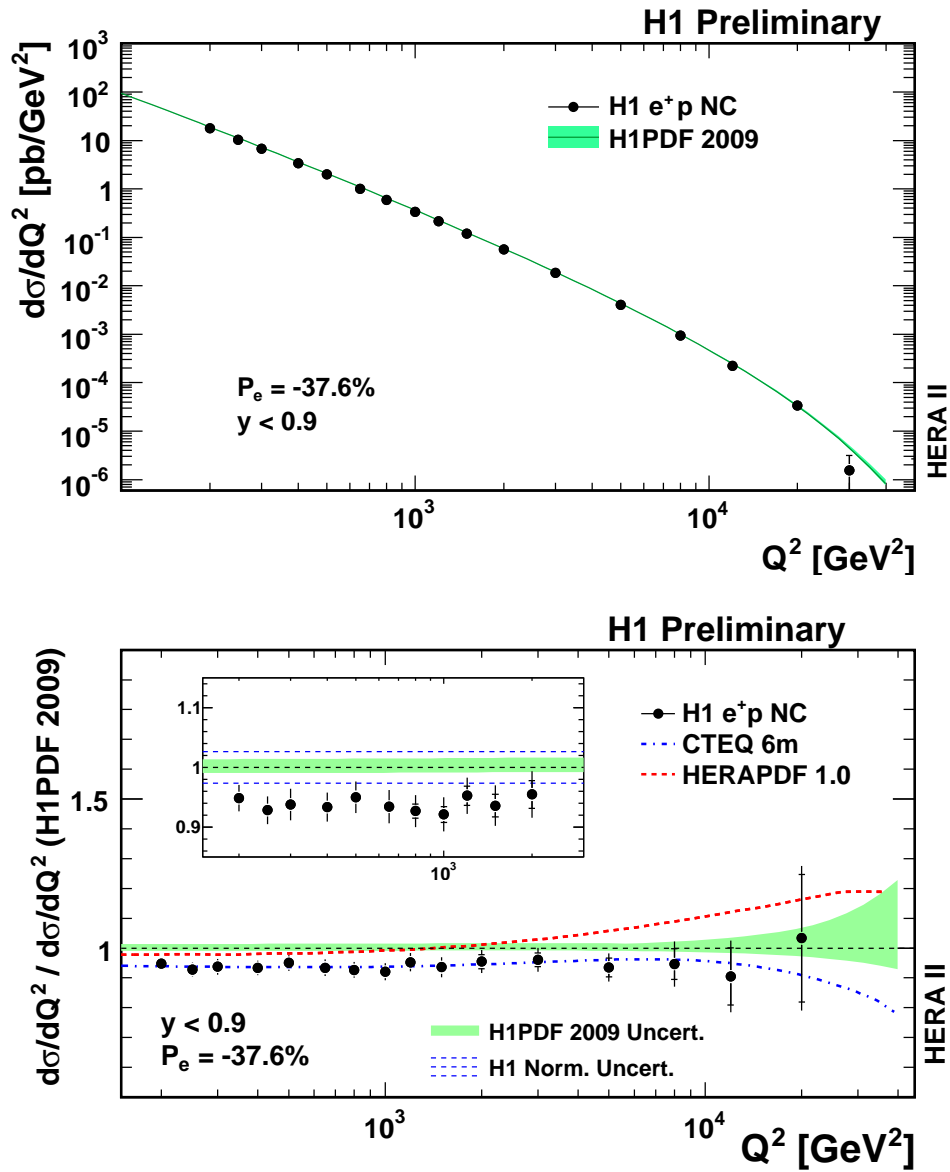 H1 Preliminary
dσ/dQ² [pb/GeV²]
10³
10²
10
1
10⁻¹
10⁻²
10⁻³
10⁻⁴
10⁻⁵
10⁻⁶
H1 e⁺p NC
H1PDF 2009
Pₑ = -37.6%
y < 0.9
HERA II
10³
10⁴
Q² [GeV²]
H1 Preliminary
dσ/dQ² / dσ/dQ² (H1PDF 2009)
1.5
1
1.1
1
0.9
10³
H1 e⁺p NC
CTEQ 6m
HERAPDF 1.0
y < 0.9
Pₑ = -37.6%
H1PDF 2009 Uncert.
H1 Norm. Uncert.
HERA II
10³
10⁴
Q² [GeV²]